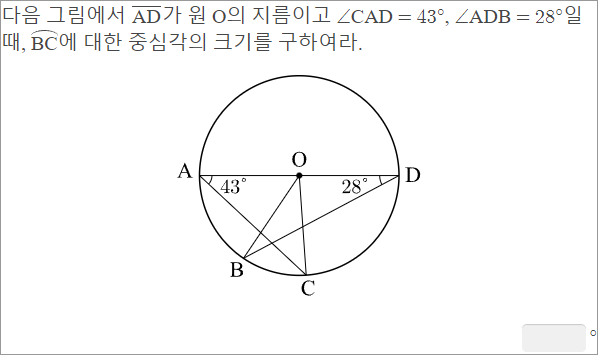 다음 그림에서 AD가 원 O의 지름이고 ∠CAD = 43°, ∠ADB = 28°일
때, BC에 대한 중심각의 크기를 구하여라.
O
A
43°
28°
D
B
C
°